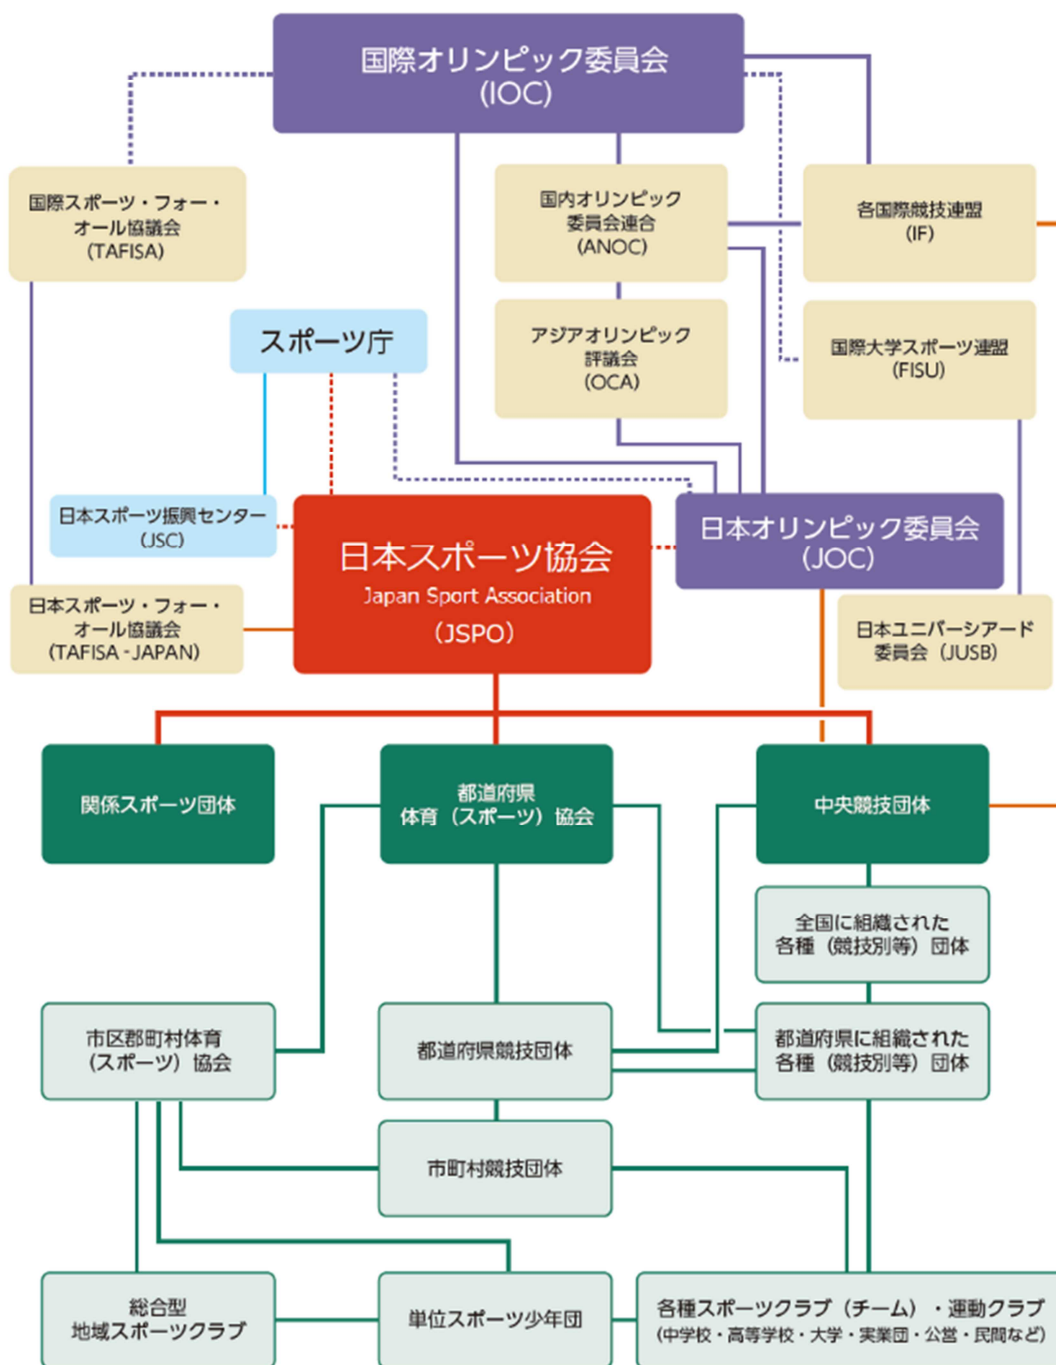 国際オリンピック委員会
(IOC)
国際スポーツ・フォー・
オール協議会
(TAFISA)
国内オリンピック
委員会連合
(ANOC)
各国際競技連盟
(IF)
スポーツ庁
アジアオリンピック
評議会
(OCA)
国際大学スポーツ連盟
(FISU)
日本スポーツ振興センター
(JSC)
日本スポーツ協会
Japan Sport Association
(JSPO)
日本オリンピック委員会
(JOC)
日本スポーツ・フォー・
オール協議会
(TAFISA-JAPAN)
日本ユニバーシアード
委員会（JUSB）
関係スポーツ団体
都道府県
体育（スポーツ）協会
中央競技団体
全国に組織された
各種（競技別等）団体
市区郡町村体育
（スポーツ）協会
都道府県競技団体
都道府県に組織された
各種（競技別等）団体
市町村競技団体
総合型
地域スポーツクラブ
単位スポーツ少年団
各種スポーツクラブ（チーム）・運動クラブ
（中学校・高等学校・大学・実業団・公営・民間など）